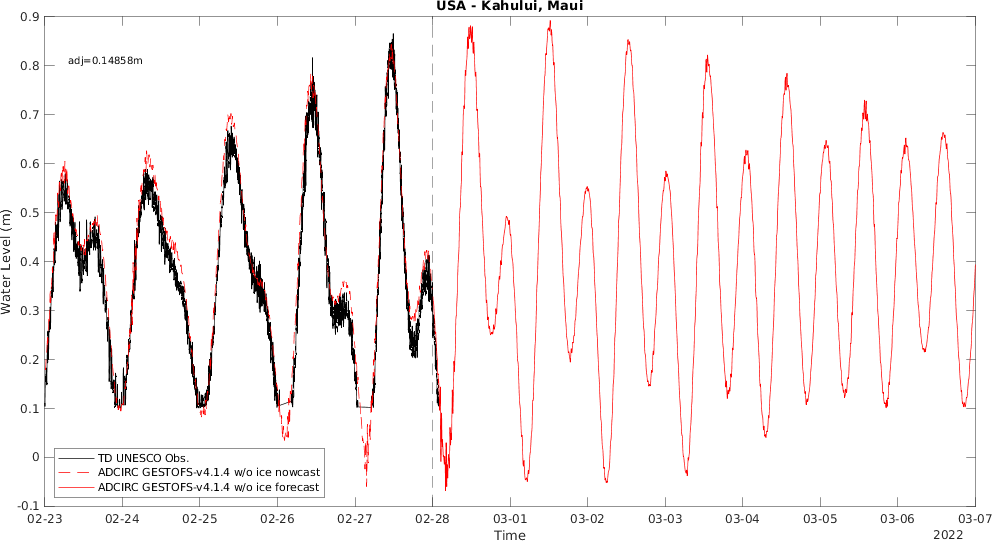 USA - Kahului, Maui
adj=0.14858m
Water Level (m)
0.9
0.8
0.7
0.6
0.5
0.4
0.3
0.2
0.1
0
-0.1
TD UNESCO Obs.
ADCIRC GESTOFS-v4.1.4 w/o ice nowcast
ADCIRC GESTOFS-v4.1.4 w/o ice forecast
02-23 02-24 02-25 02-26 02-27 02-28 03-01 03-02 03-03 03-04 03-05 03-06 03-07
Time
2022